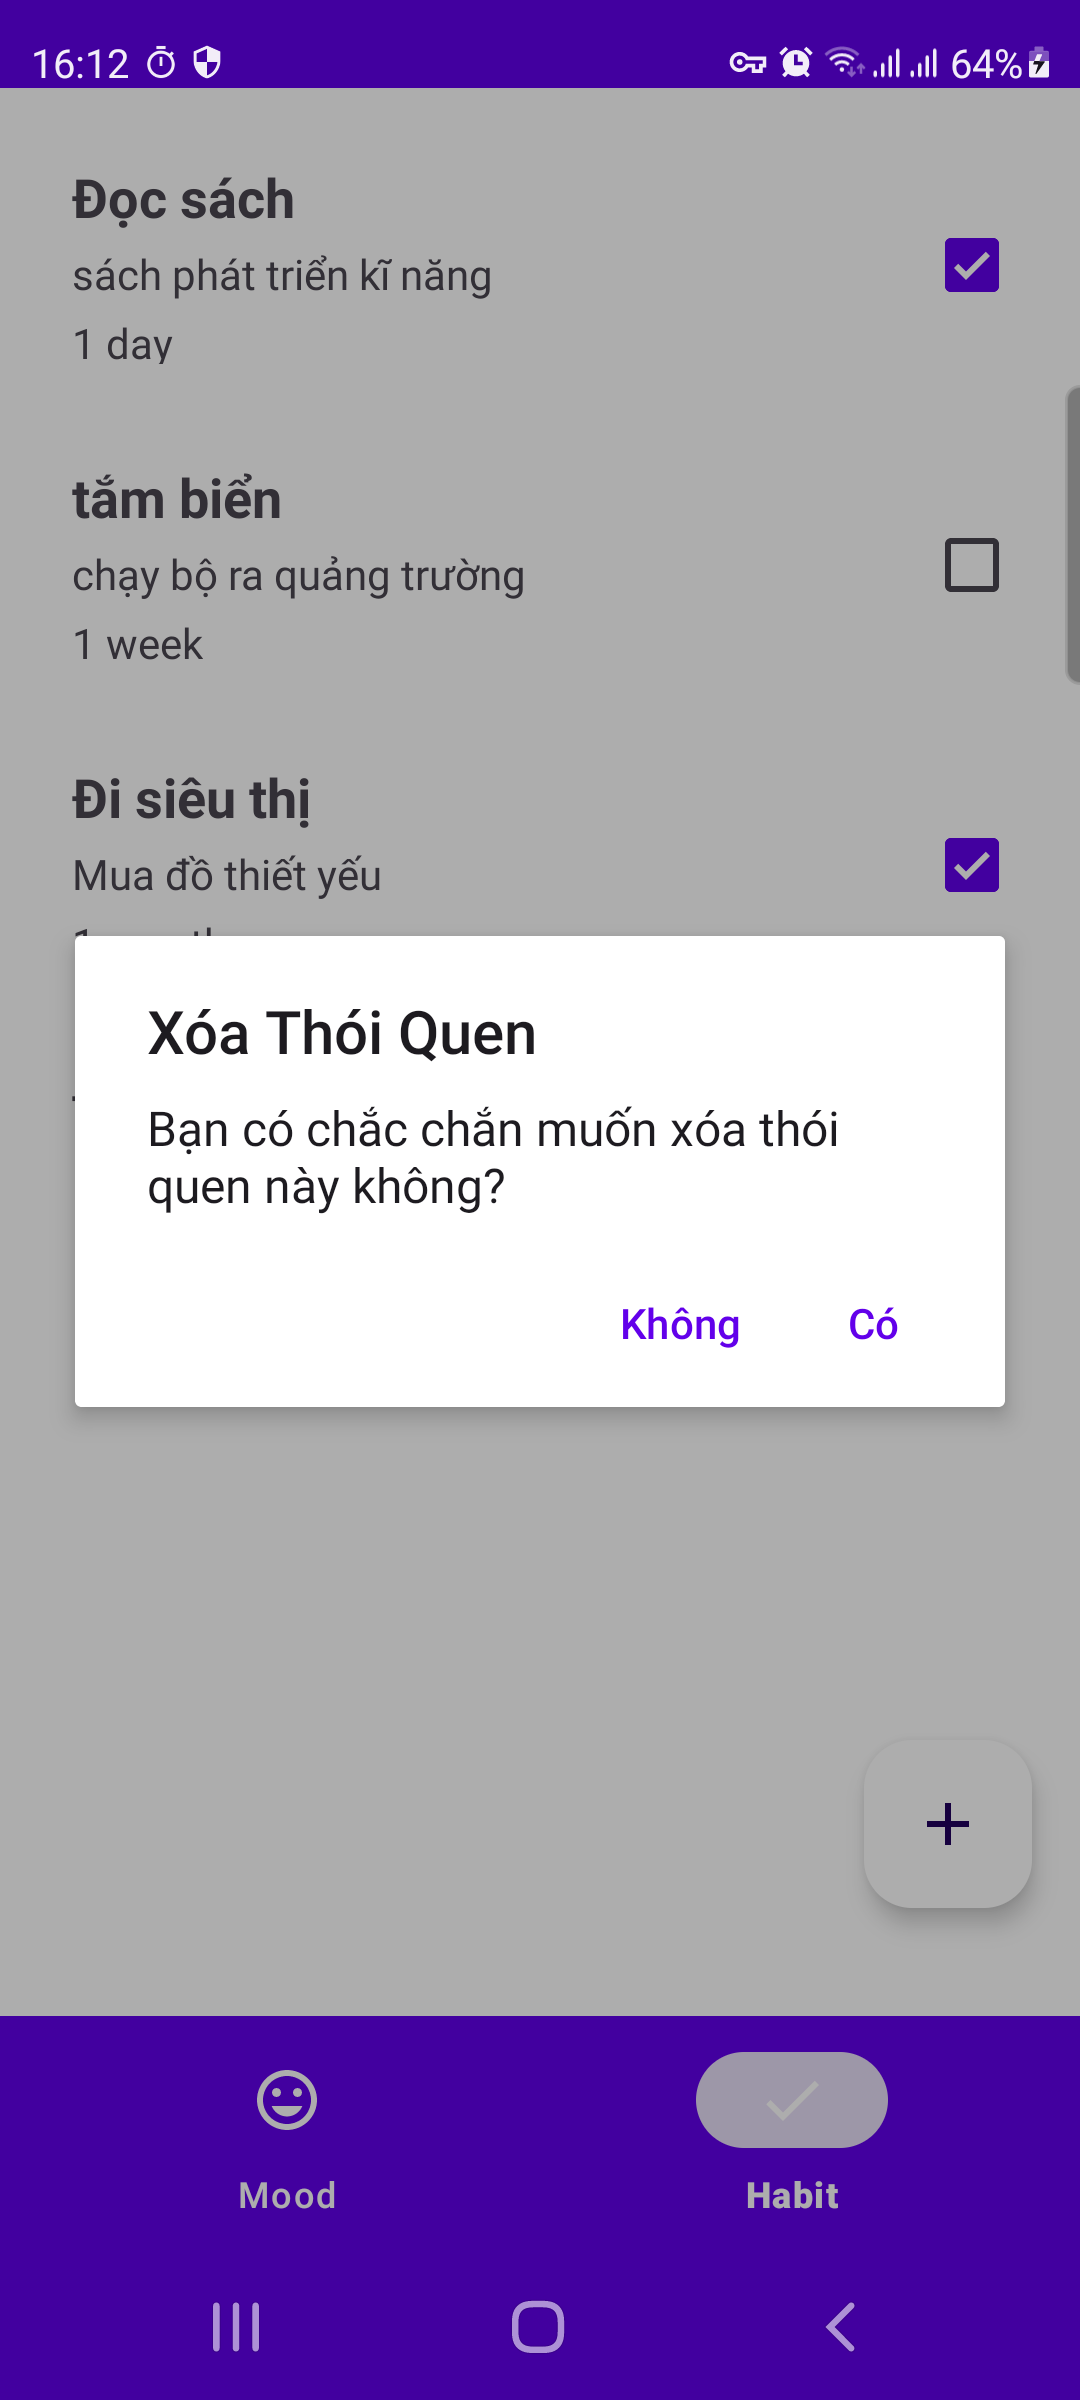 16:12
64%
Đọc sách
sách phát triển kĩ năng
1 day
tắm biển
chạy bộ ra quảng trường
1 week
Đi siêu thị
Mua đồ thiết yếu
Xóa Thói Quen
Bạn có chắc chắn muốn xóa thói
quen này không?
Không
Có
Mood
Habit